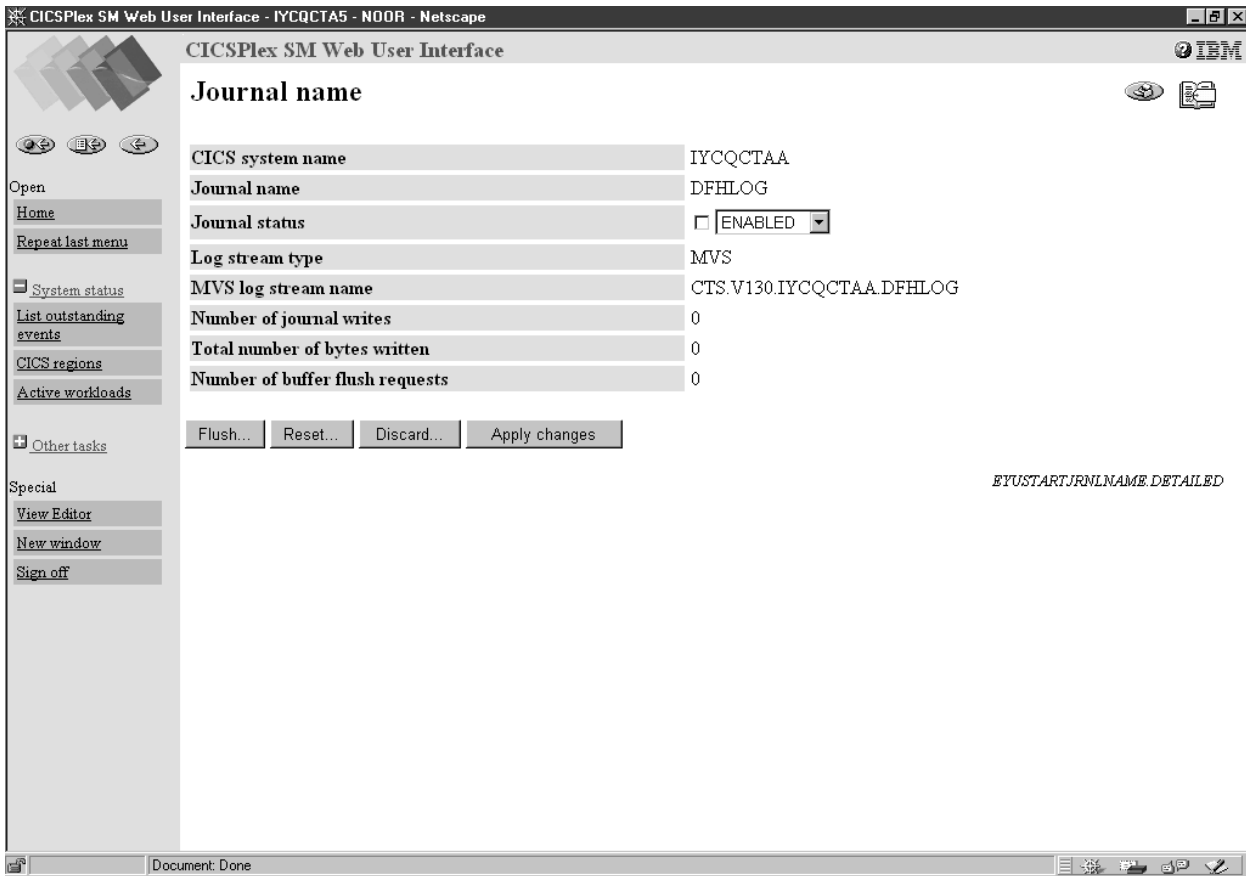 CICSPlex SM Web User Interface - IYCQCTA5 - NOOR - Netscape
CICSPlex SM Web User Interface
IBM
Journal name
Open
Home
Repeat last menu
System status
List outstanding
events
CICS regions
Active workloads
Other tasks
Special
View Editor
New window
Sign off
CICS system name IYCQCTAA
Journal name DFHLOG
Journal status ENABLED
Log stream type MVS
MVS log stream name CTS.V130.IYCQCTAA.DFHLOG
Number of journal writes 0
Total number of bytes written 0
Number of buffer flush requests 0
Flush... Reset... Discard... Apply changes
EYUSTARTJRNLNAME.DETAILED
Document: Done